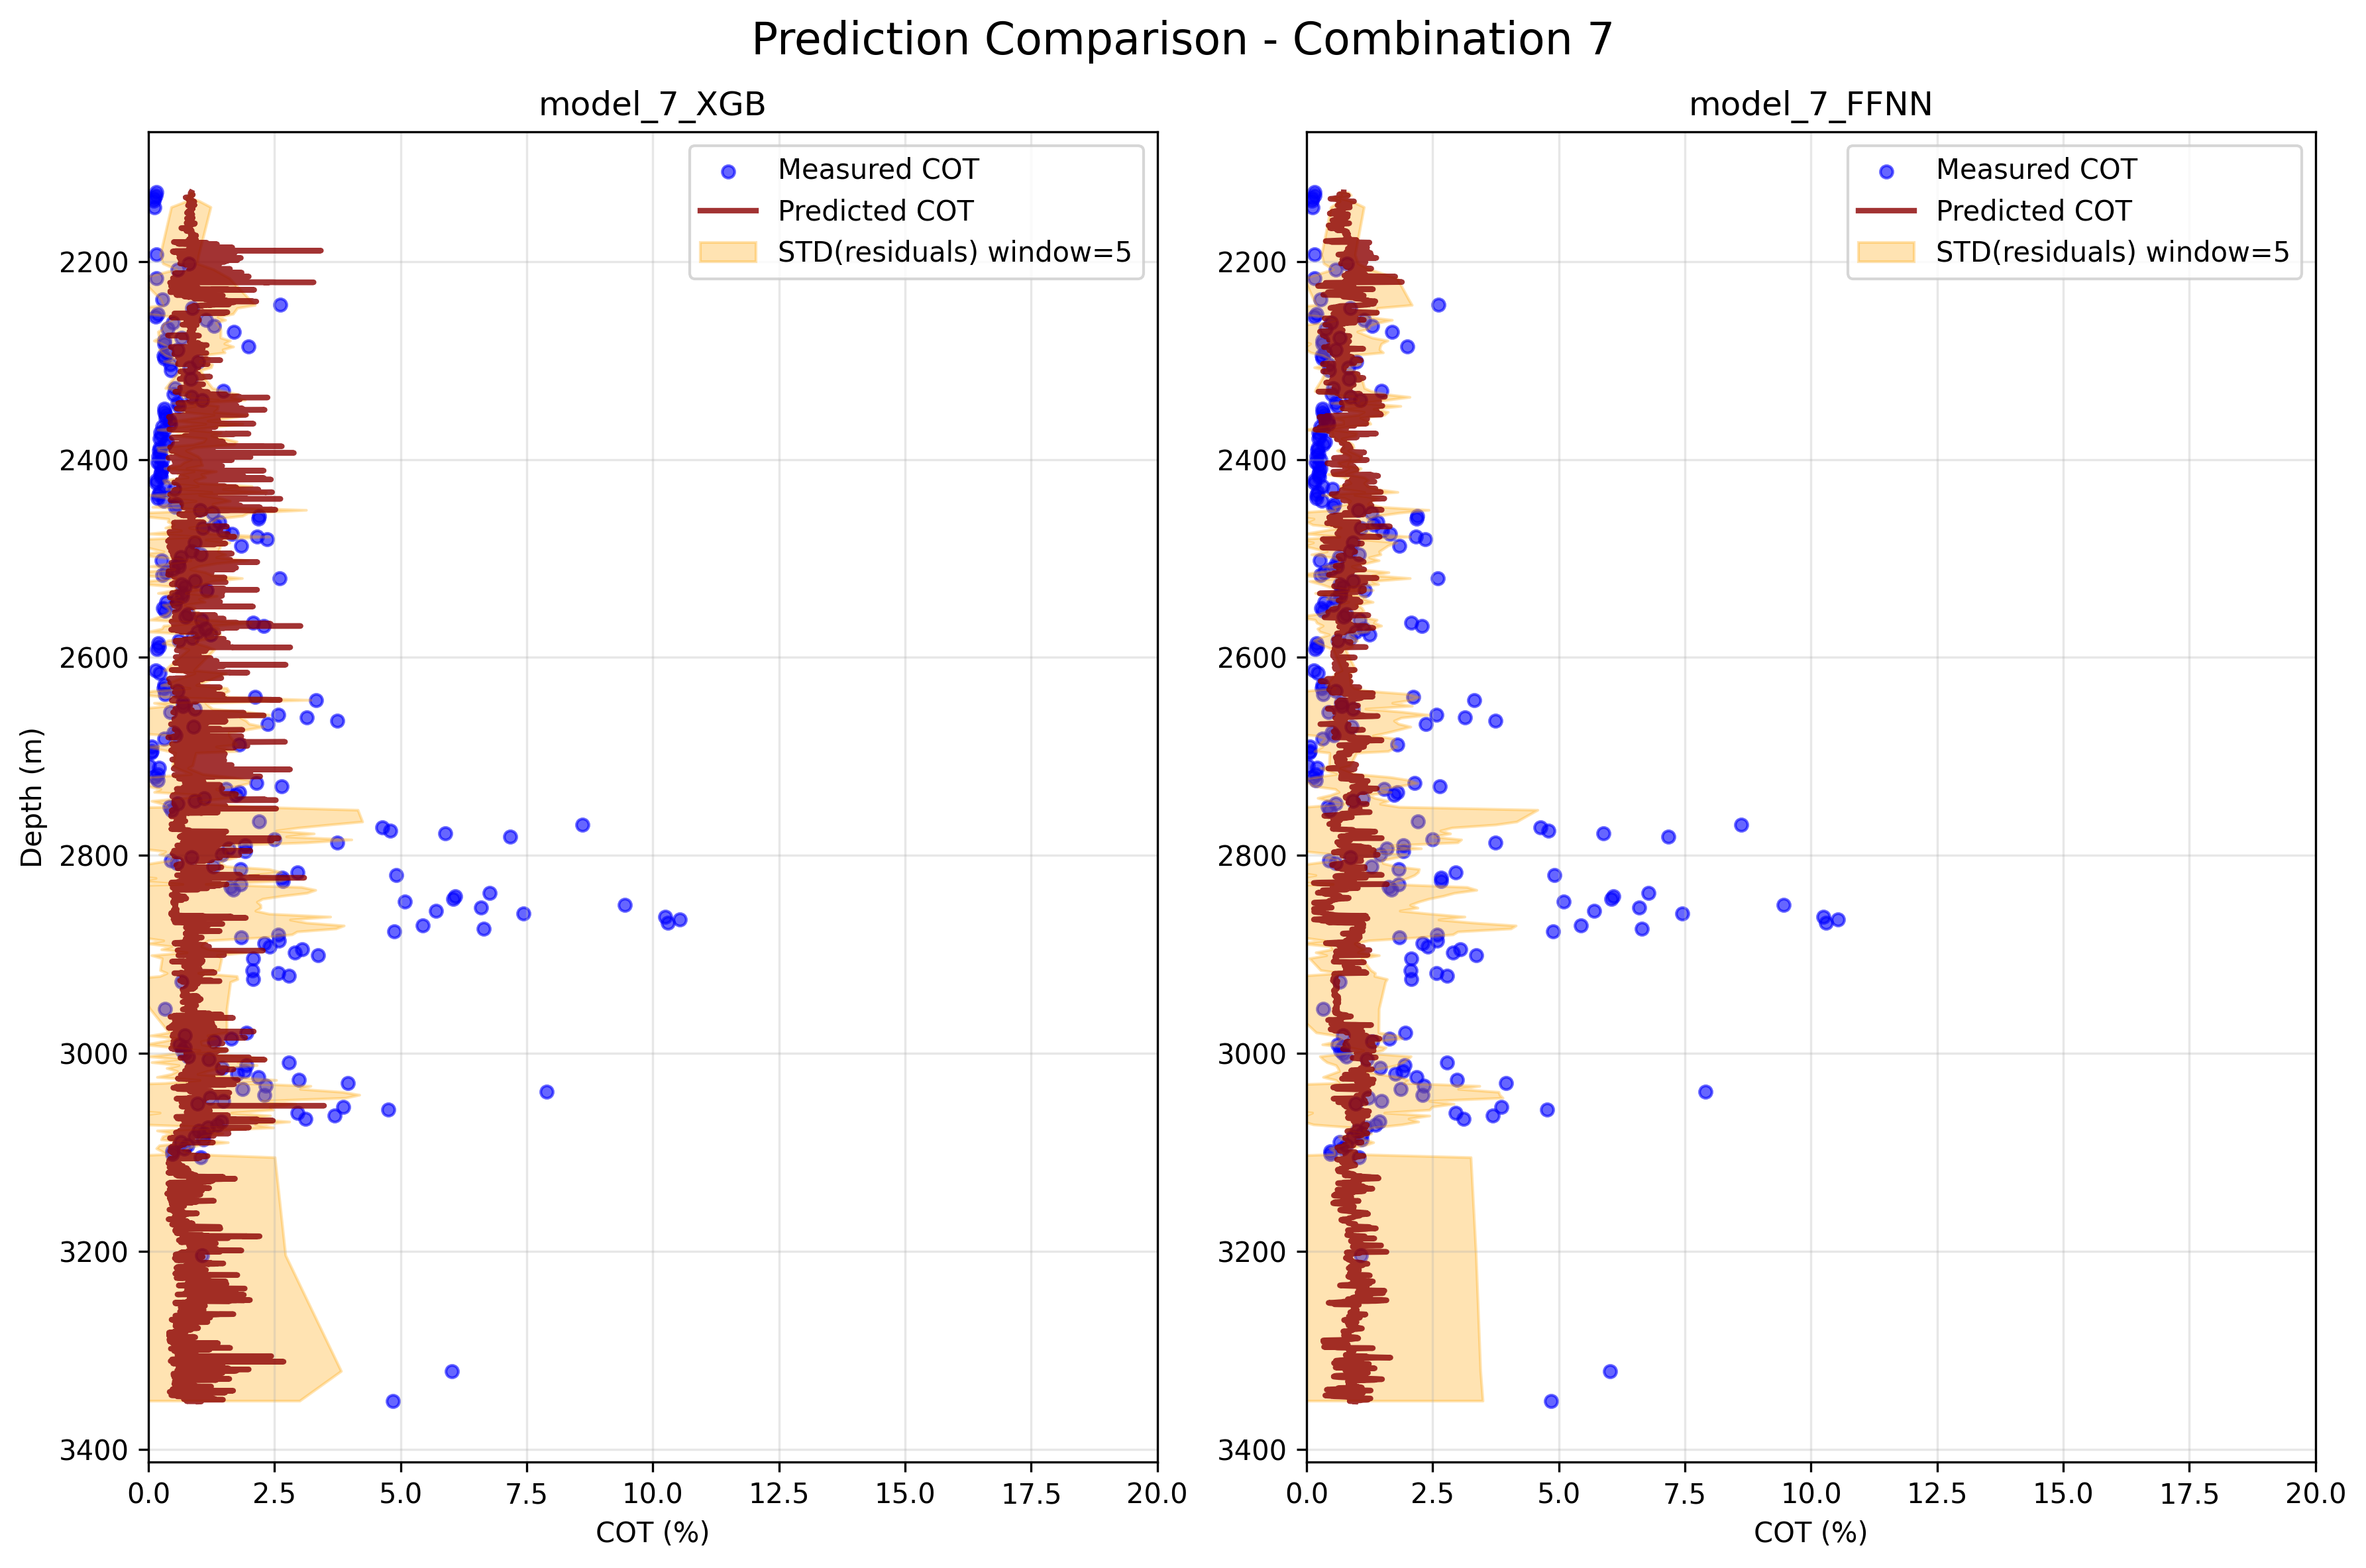 Prediction Comparison - Combination 7
model_7_XGB
Measured COT
Predicted COT
STD(residuals) window=5
2200
2400
2600
2800
3000
3200
3400
Depth (m)
0.0 2.5 5.0 7.5 10.0 12.5 15.0 17.5 20.0
COT (%)
model_7_FFNN
Measured COT
Predicted COT
STD(residuals) window=5
2200
2400
2600
2800
3000
3200
3400
0.0 2.5 5.0 7.5 10.0 12.5 15.0 17.5 20.0
COT (%)